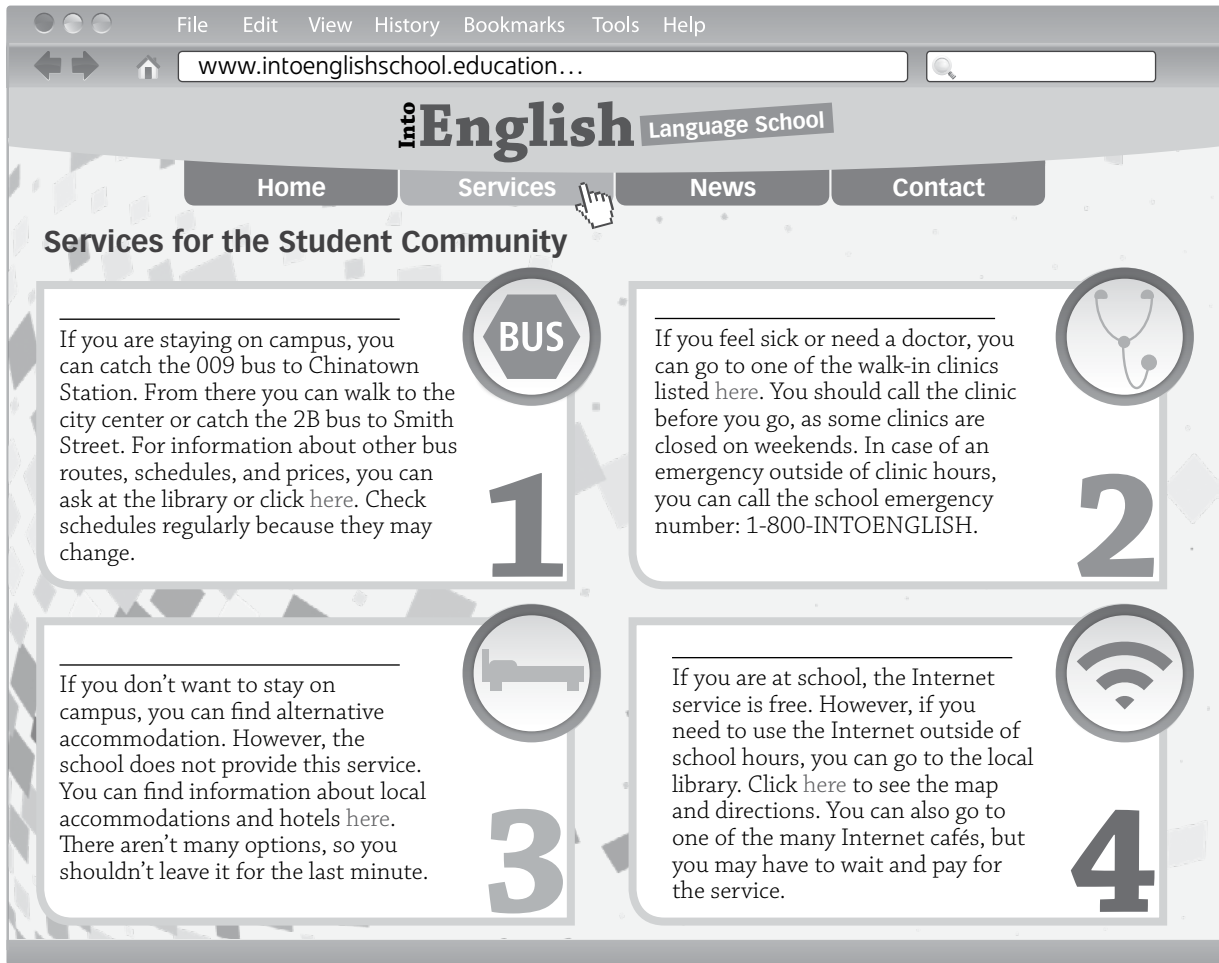 File Edit View History Bookmarks Tools Help
www.intoenglishschool.education…
Into English Language School
Home Services News Contact
Services for the Student Community
BUS
If you are staying on campus, you
can catch the 009 bus to Chinatown
Station. From there you can walk to the
city center or catch the 2B bus to Smith
Street. For information about other bus
routes, schedules, and prices, you can
ask at the library or click here. Check
schedules regularly because they may
change.
1
If you feel sick or need a doctor, you
can go to one of the walk-in clinics
listed here. You should call the clinic
before you go, as some clinics are
closed on weekends. In case of an
emergency outside of clinic hours,
you can call the school emergency
number: 1-800-INTOENGLISH.
2
If you don’t want to stay on
campus, you can find alternative
accommodation. However, the
school does not provide this service.
You can find information about local
accommodations and hotels here.
There aren’t many options, so you
shouldn’t leave it for the last minute.
3
If you are at school, the Internet
service is free. However, if you
need to use the Internet outside of
school hours, you can go to the local
library. Click here to see the map
and directions. You can also go to
one of the many Internet cafés, but
you may have to wait and pay for
the service.
4